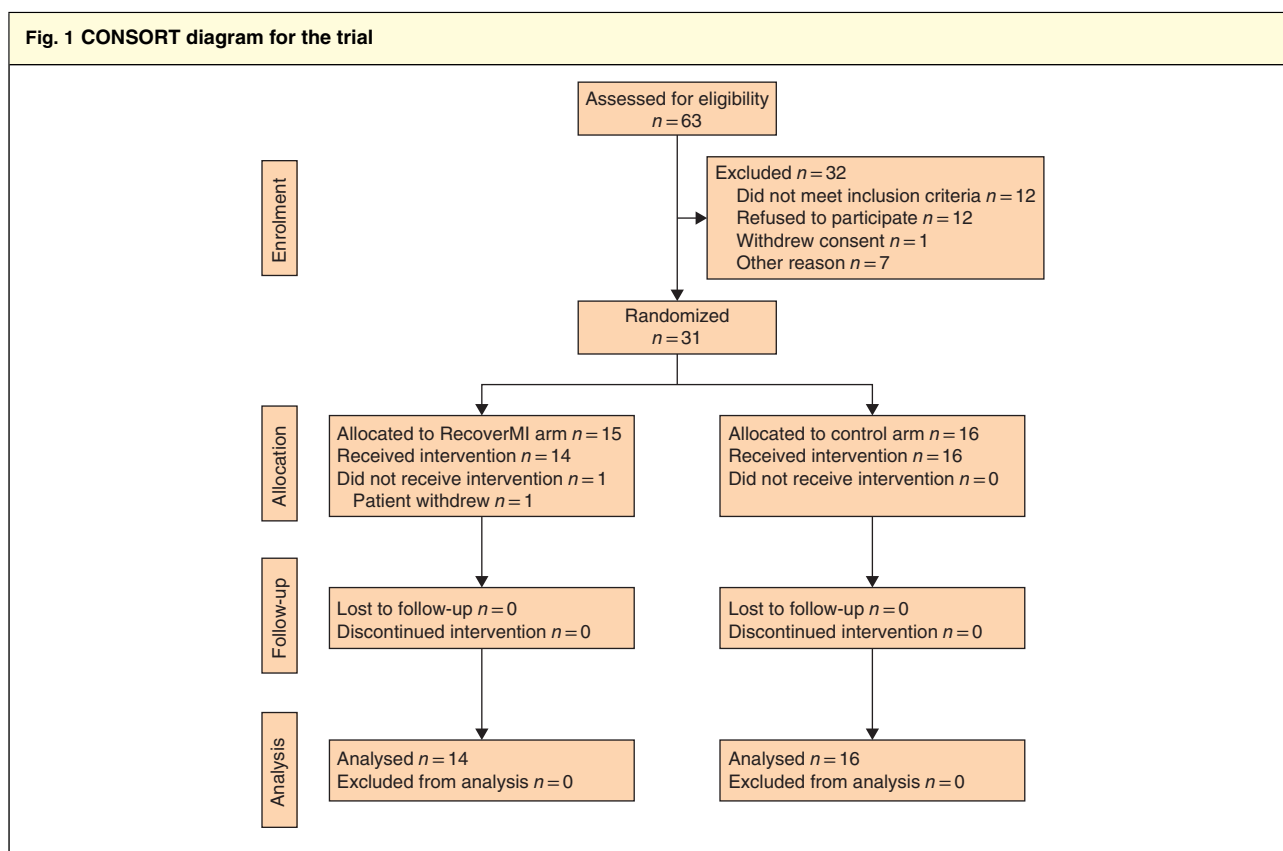 Fig. 1 CONSORT diagram for the trial
Assessed for eligibility
n = 63
Enrolment
Excluded n = 32
Did not meet inclusion criteria n = 12
Refused to participate n = 12
Withdrew consent n = 1
Other reason n = 7
Randomized
n = 31
Allocation
Allocated to RecoverMI arm n = 15
Received intervention n = 14
Did not receive intervention n = 1
Patient withdrew n = 1
Allocated to control arm n = 16
Received intervention n = 16
Did not receive intervention n = 0
Follow-up
Lost to follow-up n = 0
Discontinued intervention n = 0
Lost to follow-up n = 0
Discontinued intervention n = 0
Analysis
Analysed n = 14
Excluded from analysis n = 0
Analysed n = 16
Excluded from analysis n = 0